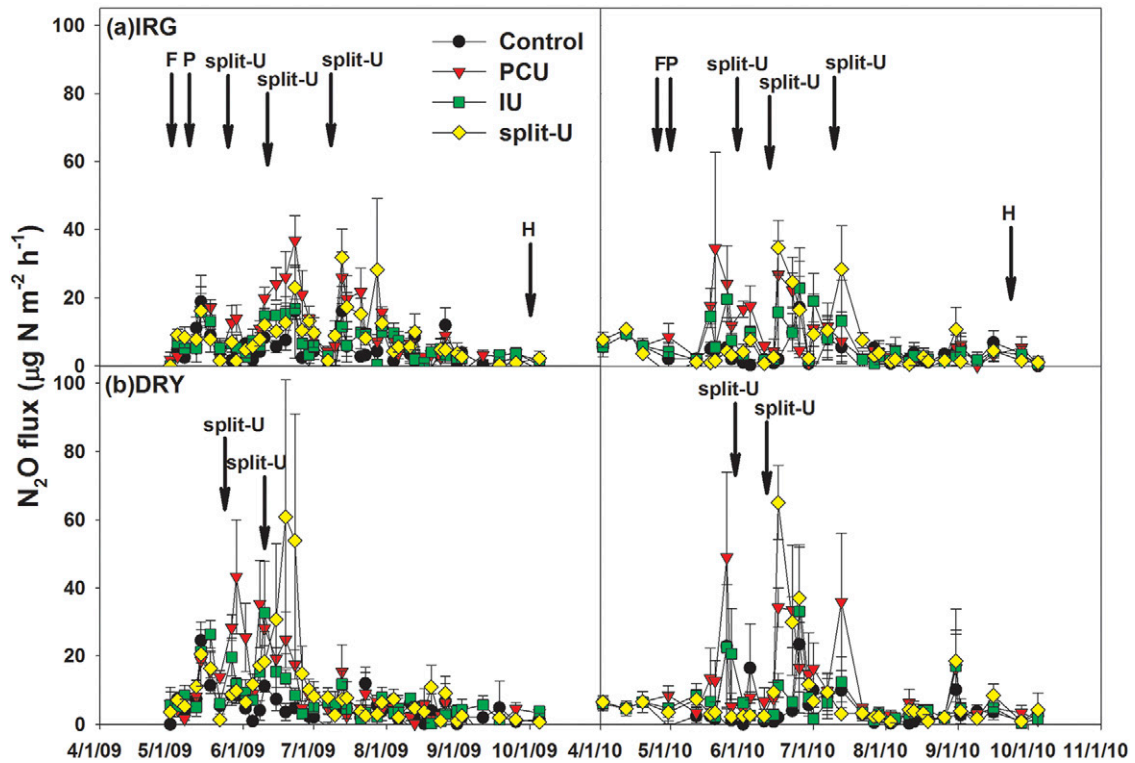 100
80
60
40
20
0
(a)IRG
F P split-U split-U split-U
H
Control
PCU
IU
split-U
FP split-U split-U split-U
H
N₂O flux (µg N m⁻² h⁻¹)
100
80
60
40
20
0
(b)DRY
split-U
split-U
split-U
split-U
4/1/09 5/1/09 6/1/09 7/1/09 8/1/09 9/1/09 10/1/09 4/1/10 5/1/10 6/1/10 7/1/10 8/1/10 9/1/10 10/1/10 11/1/10